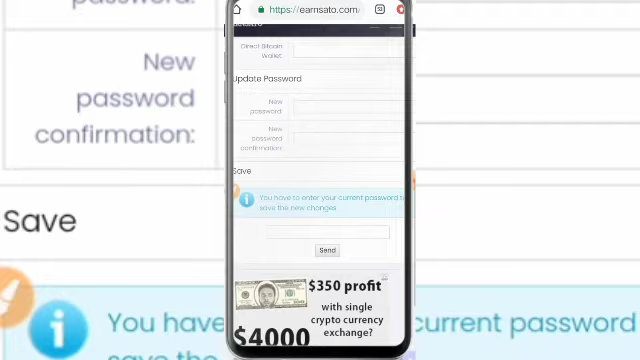 https://earnsato.com/
Direct Bitcoin
Wallet:
Update Password
New
password:
New
password
confirmation:
Save
You have to enter your current password to
save the new changes
Send
$350 profit
with single
crypto currency
exchange?
$4000
New
password
confirmation:
Save
You have
current password
save the